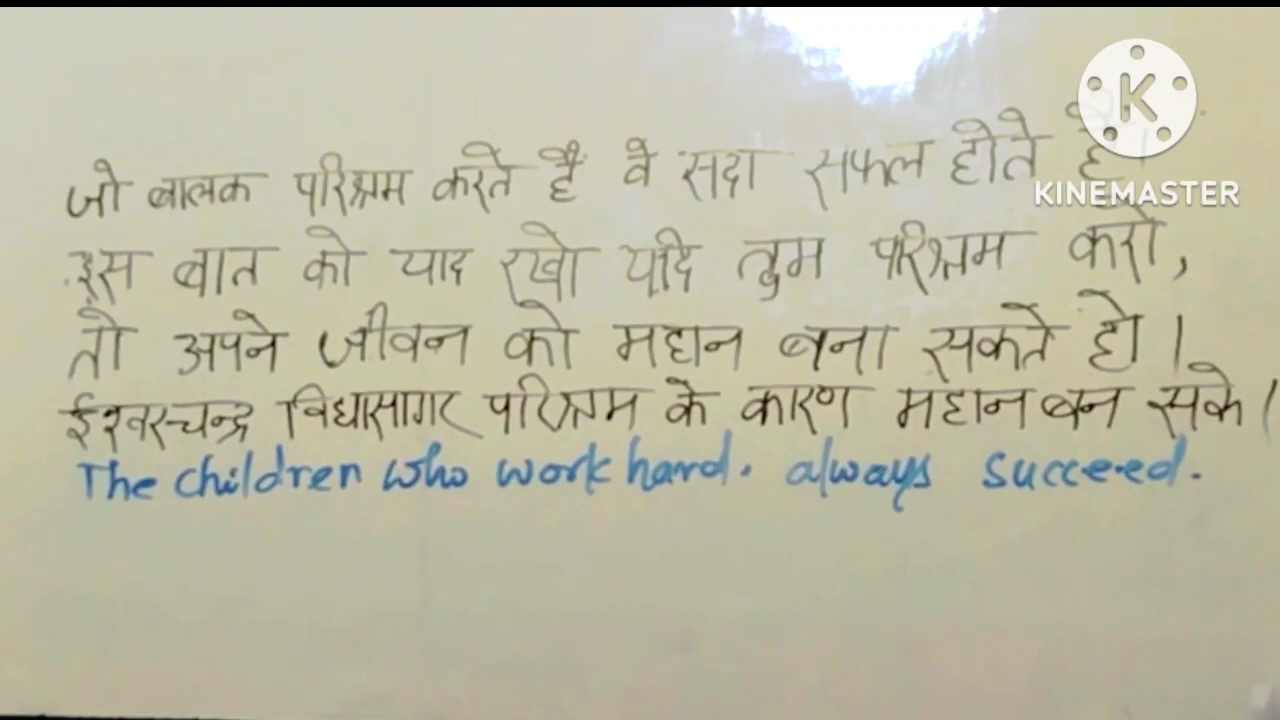 जो बालक परिश्रम करते हैं वे सदा सफल होते हैं।
इस बात को याद रखो यदि तुम परिश्रम करो,
तो अपने जीवन को महान बना सकते हो।
ईश्वरचन्द्र विद्यासागर परिश्रम के कारण महान बन सके।
The children who work hard. always succeed.
K
KINEMASTER